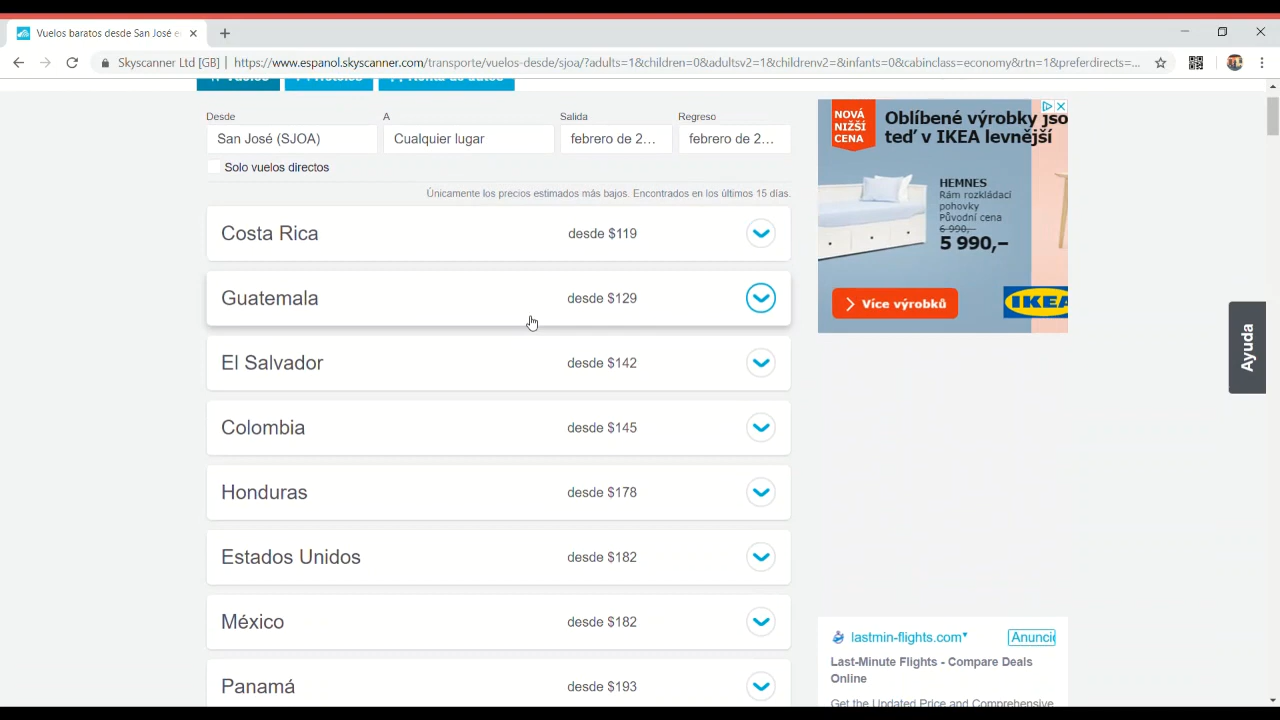 Vuelos baratos desde San José e
Skyscanner Ltd [GB] | https://www.espanol.skyscanner.com/transporte/vuelos-desde/sjoa/?adults=1&children=0&adultsv2=1&childrenv2=&infants=0&cabinclass=economy&rtn=1&preferdirects=...
Desde A Salida Regreso
San José (SJOA) Cualquier lugar febrero de 2... febrero de 2...
Solo vuelos directos
Únicamente los precios estimados más bajos. Encontrados en los últimos 15 días.
Costa Rica desde $119
Guatemala desde $129
El Salvador desde $142
Colombia desde $145
Honduras desde $178
Estados Unidos desde $182
México desde $182
Panamá desde $193
NOVÁ
NIŽŠÍ
CENA
Oblíbené výrobky jso
teď v IKEA levnější
HEMNES
Rám rozkládací
pohovky
Původní cena
6 990,–
5 990,–
Více výrobků
IKEA
Ayuda
lastmin-flights.com
Anunci
Last-Minute Flights - Compare Deals
Online
Get the Updated Price and Comprehensive